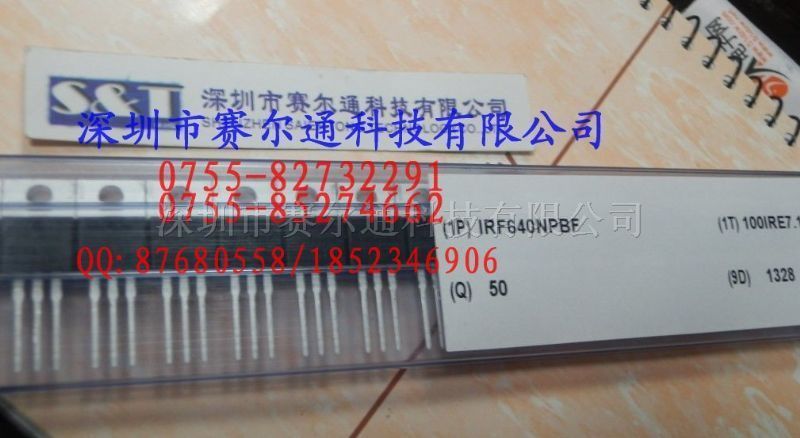 S&T 深圳市赛尔通科技有限公司
深圳市赛尔通科技有限公司
0755-82732291
0755-85274662
深圳市赛尔通科技有限公司
QQ: 87680558/1852346906
(1P) IRF640NPBF
(1T) 100IRE7.1
(Q) 50
(9D) 1328